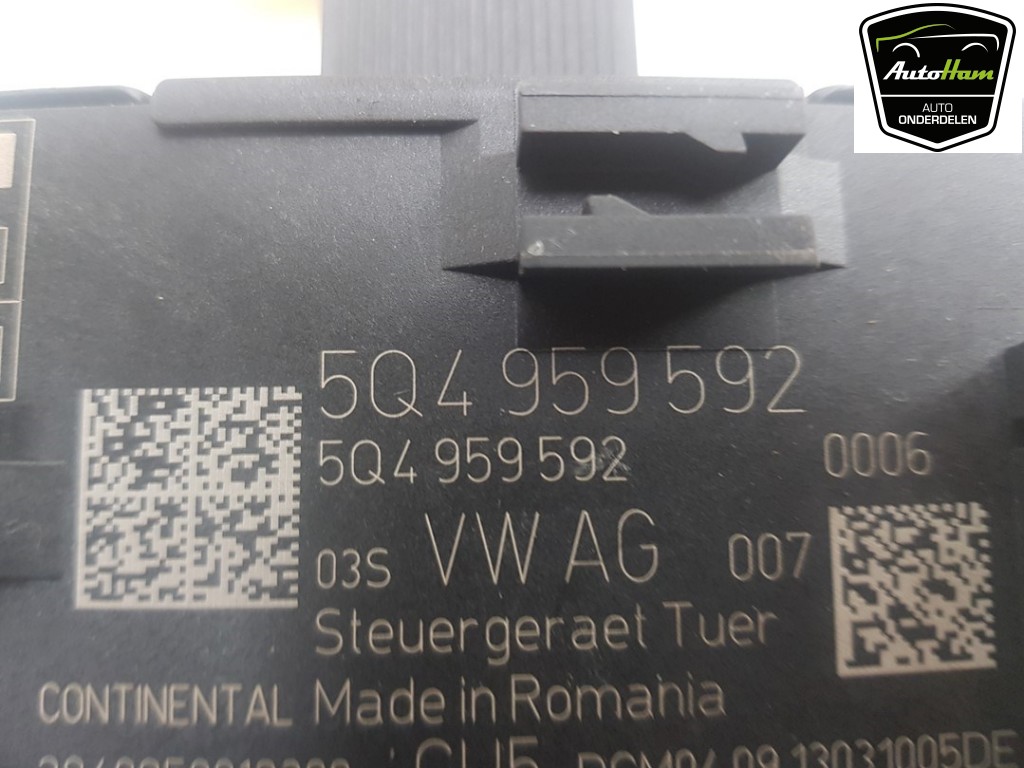 AutoHam
AUTO
ONDERDELEN
5Q4 959 592
5Q4 959 592 0006
03S VW AG 007
Steuergeraet Tuer
CONTINENTAL Made in Romania